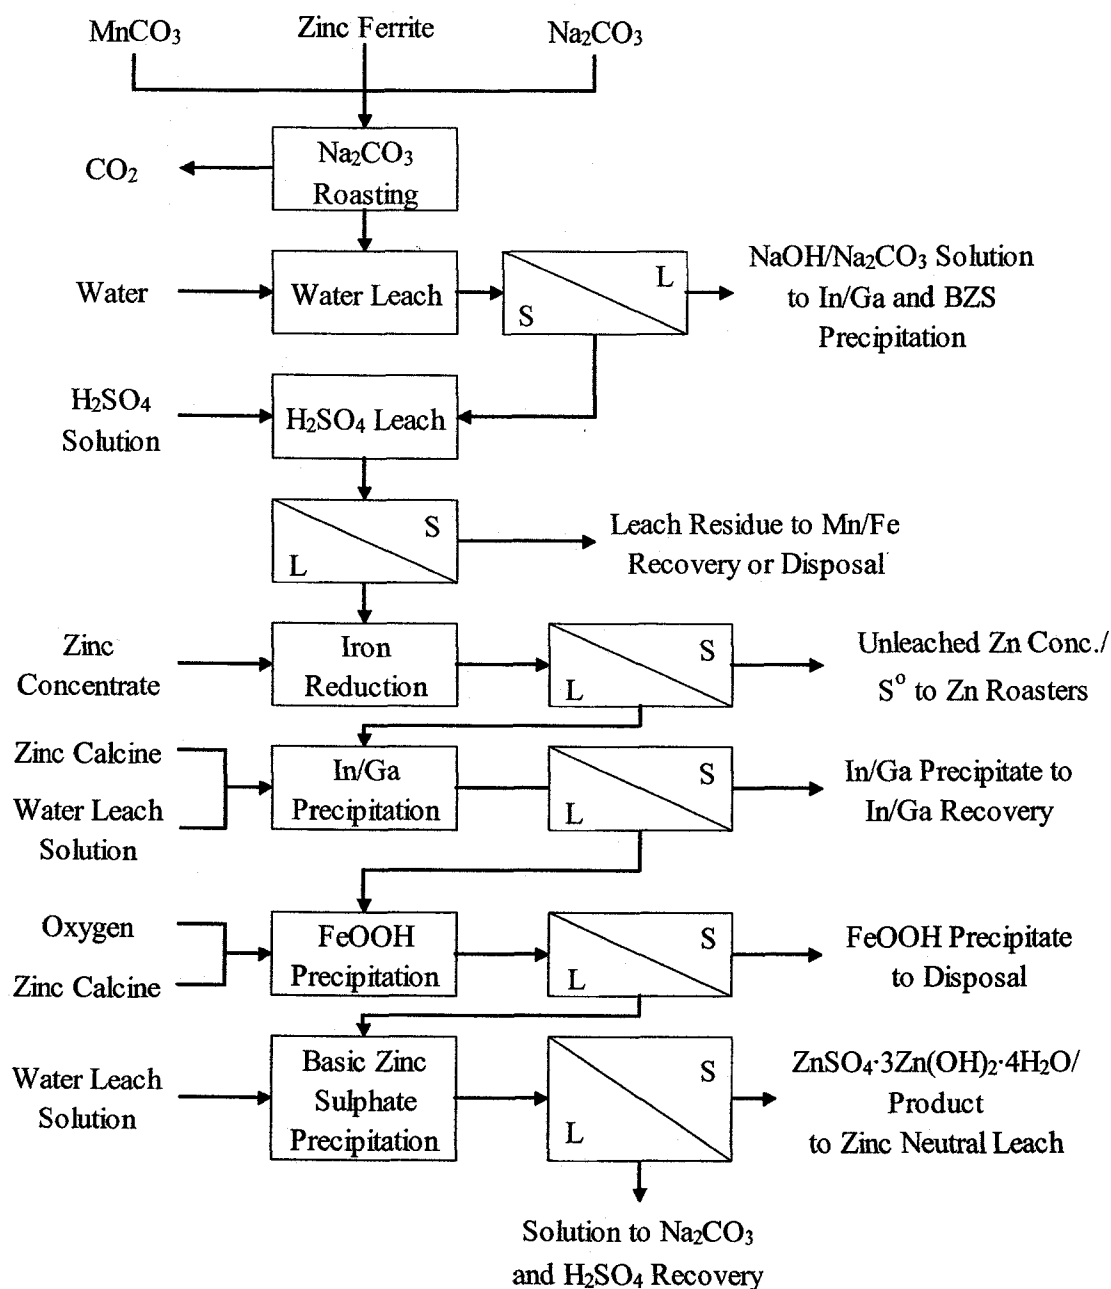 MnCO₃
Zinc Ferrite
Na₂CO₃
Na₂CO₃
Roasting
CO₂
Water
Water Leach
S
L
NaOH/Na₂CO₃ Solution
to In/Ga and BZS
Precipitation
H₂SO₄
Solution
H₂SO₄ Leach
L
S
Leach Residue to Mn/Fe
Recovery or Disposal
Zinc
Concentrate
Iron
Reduction
L
S
Unleached Zn Conc./
S° to Zn Roasters
Zinc Calcine
Water Leach
Solution
In/Ga
Precipitation
L
S
In/Ga Precipitate to
In/Ga Recovery
Oxygen
Zinc Calcine
FeOOH
Precipitation
L
S
FeOOH Precipitate
to Disposal
Water Leach
Solution
Basic Zinc
Sulphate
Precipitation
L
S
ZnSO₄·3Zn(OH)₂·4H₂O/
Product
to Zinc Neutral Leach
Solution to Na₂CO₃
and H₂SO₄ Recovery